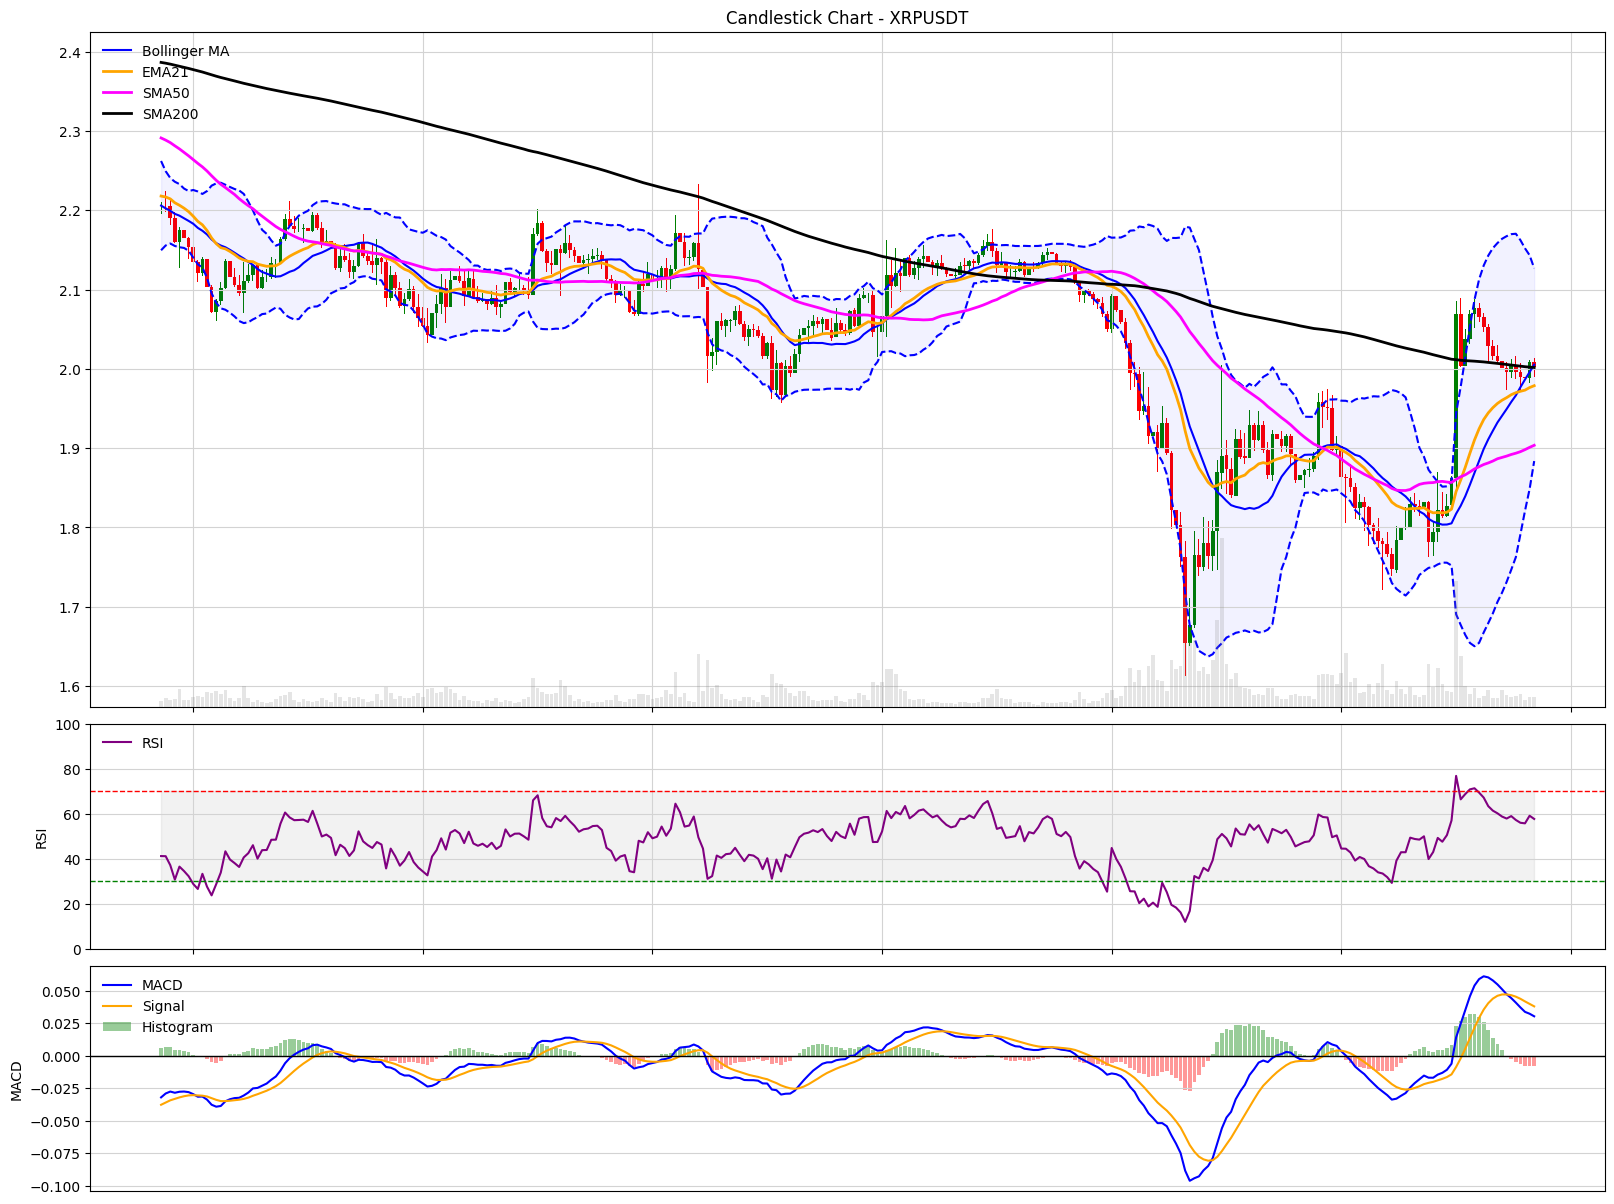 Candlestick Chart - XRPUSDT
Bollinger MA
EMA21
SMA50
SMA200
2.4
2.3
2.2
2.1
2.0
1.9
1.8
1.7
1.6
RSI
RSI
100
80
60
40
20
0
MACD
Signal
Histogram
MACD
0.050
0.025
0.000
−0.025
−0.050
−0.075
−0.100